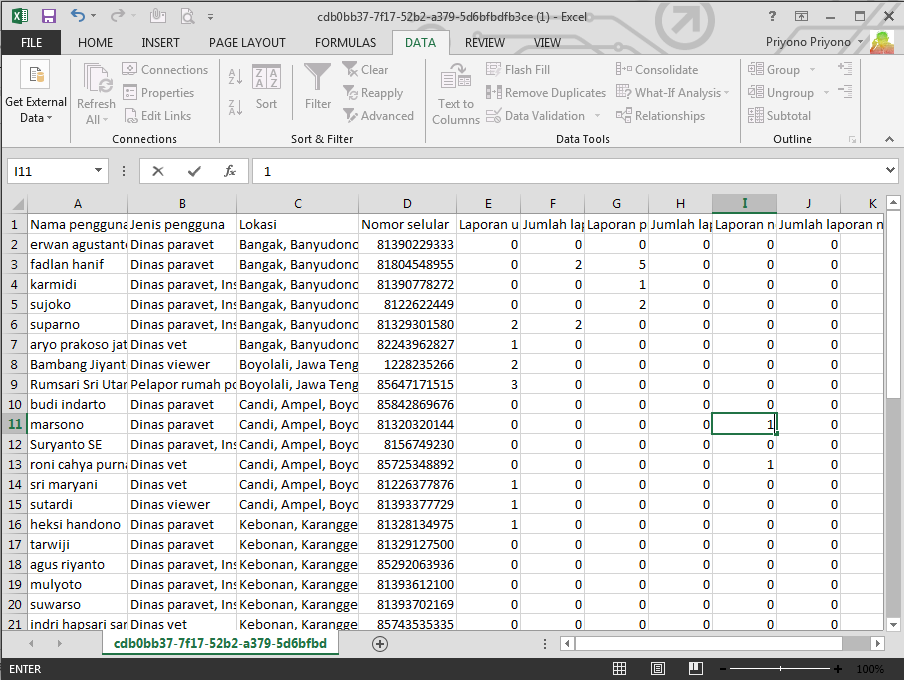 cdb0bb37-7f17-52b2-a379-5d6bfbdfb3ce (1) - Excel
FILE HOME INSERT PAGE LAYOUT FORMULAS DATA REVIEW VIEW Priyono Priyono
Get External Data
Refresh All
Connections
Properties
Edit Links
Connections
Sort
Filter
Clear
Reapply
Advanced
Sort & Filter
Text to Columns
Flash Fill
Remove Duplicates
Data Validation
Consolidate
What-If Analysis
Relationships
Data Tools
Group
Ungroup
Subtotal
Outline
I11 fx 1
A B C D E F G H I J K
1 Nama pengguna Jenis pengguna Lokasi Nomor selular Laporan u Jumlah lap Laporan p Jumlah lap Laporan n Jumlah laporan n
2 erwan agustant Dinas paravet Bangak, Banyudono 81390229333 0 0 0 0 0 0
3 fadlan hanif Dinas paravet Bangak, Banyudono 81804548955 0 2 5 0 0 0
4 karmidi Dinas paravet, Ins Bangak, Banyudono 81390778272 0 0 1 0 0 0
5 sujoko Dinas paravet, Ins Bangak, Banyudono 8122622449 0 0 2 0 0 0
6 suparno Dinas paravet, Ins Bangak, Banyudono 81329301580 2 2 0 0 0 0
7 aryo prakoso jat Dinas vet Bangak, Banyudono 82243962827 1 0 0 0 0 0
8 Bambang Jiyant Dinas viewer Boyolali, Jawa Teng 1228235266 2 0 0 0 0 0
9 Rumsari Sri Utar Pelapor rumah po Boyolali, Jawa Teng 85647171515 3 0 0 0 0 0
10 budi indarto Dinas paravet Candi, Ampel, Boyo 85842869676 0 0 0 0 0 0
11 marsono Dinas paravet Candi, Ampel, Boyo 81320320144 0 0 0 0 1 0
12 Suryanto SE Dinas paravet, Ins Candi, Ampel, Boyo 8156749230 0 0 0 0 0 0
13 roni cahya purna Dinas vet Candi, Ampel, Boyo 85725348892 0 0 0 0 1 0
14 sri maryani Dinas vet Candi, Ampel, Boyo 81226377876 1 0 0 0 0 0
15 sutardi Dinas viewer Candi, Ampel, Boyo 81393377729 1 0 0 0 0 0
16 heksi handono Dinas paravet Kebonan, Karangge 81328134975 1 0 0 0 0 0
17 tarwiji Dinas paravet Kebonan, Karangge 81329127500 0 0 0 0 0 0
18 agus riyanto Dinas paravet, Ins Kebonan, Karangge 85292063936 0 0 0 0 0 0
19 mulyoto Dinas paravet, Ins Kebonan, Karangge 81393612100 0 0 0 0 0 0
20 suwarso Dinas paravet, Ins Kebonan, Karangge 81393702169 0 0 0 0 0 0
21 indri hapsari sar Dinas vet Kebonan, Karangge 85743535335 0 0 0 0 0 0
cdb0bb37-7f17-52b2-a379-5d6bfbd
ENTER 100%